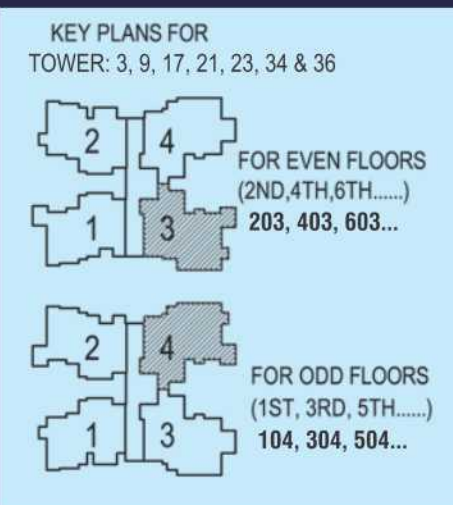 KEY PLANS FOR
TOWER: 3, 9, 17, 21, 23, 34 & 36
2 4
FOR EVEN FLOORS
(2ND,4TH,6TH......)
203, 403, 603...
1 3
2 4
FOR ODD FLOORS
(1ST, 3RD, 5TH......)
104, 304, 504...
1 3